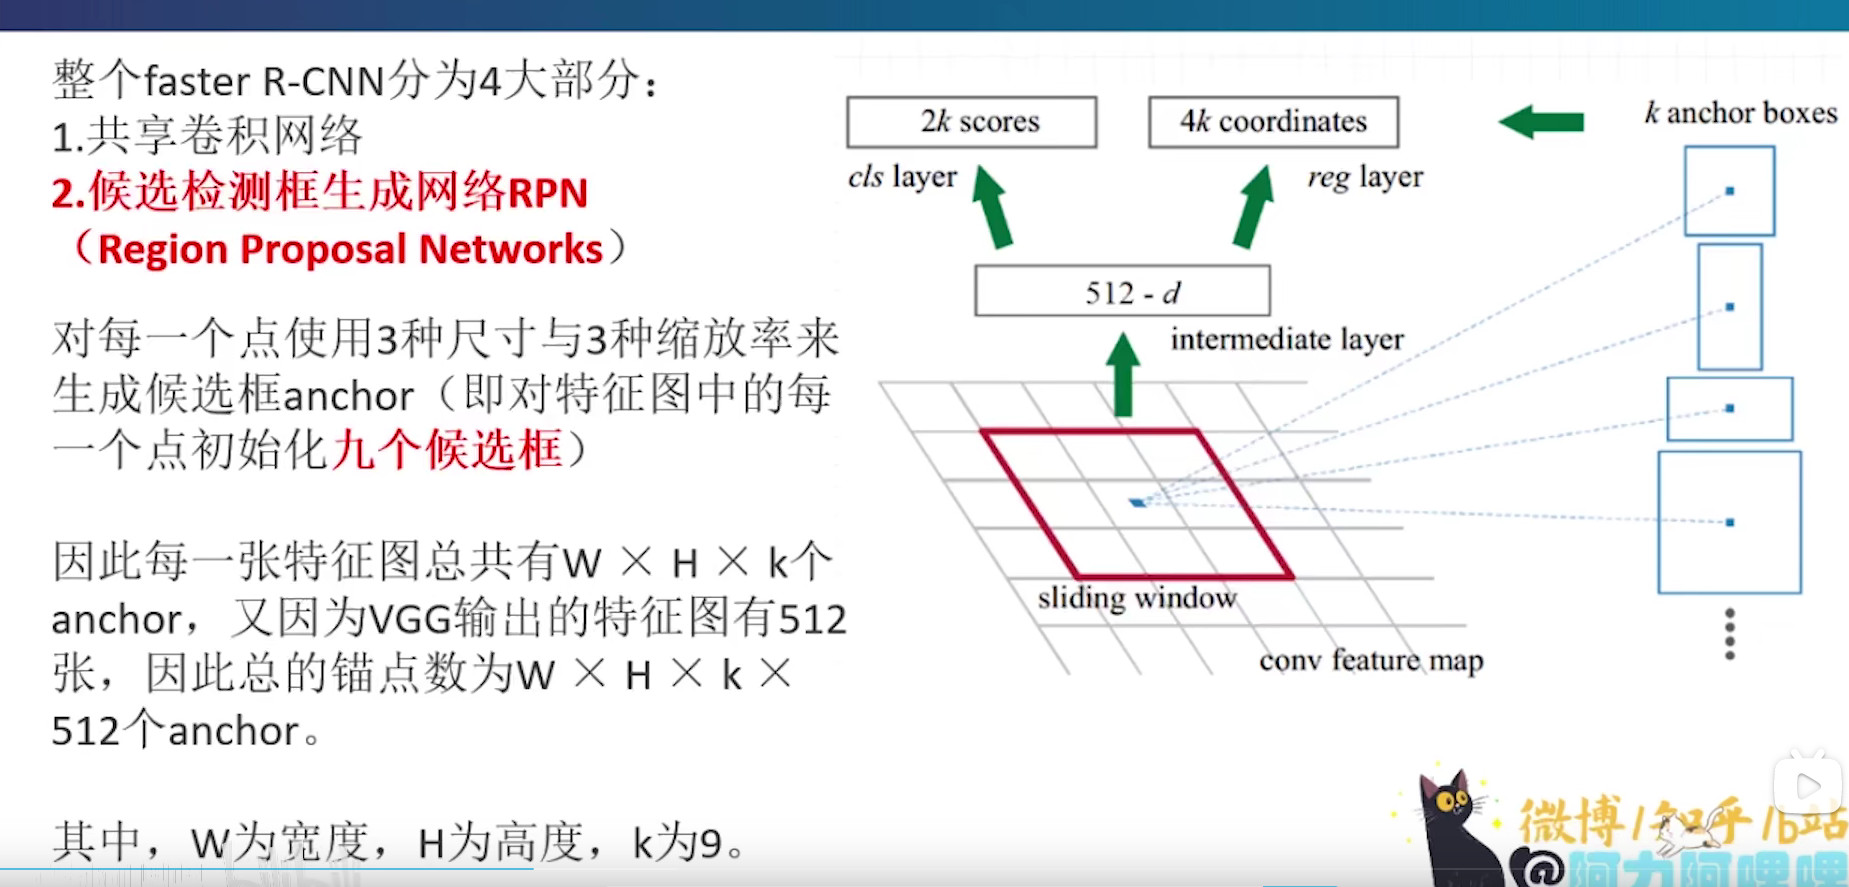 整个faster R-CNN分为4大部分：
1.共享卷积网络
2.候选检测框生成网络RPN
（Region Proposal Networks）
对每一个点使用3种尺寸与3种缩放率来
生成候选框anchor（即对特征图中的每
一个点初始化九个候选框）
因此每一张特征图总共有W × H × k个
anchor，又因为VGG输出的特征图有512
张，因此总的锚点数为W × H × k ×
512个anchor。
其中，W为宽度，H为高度，k为9。
2k scores
4k coordinates
k anchor boxes
cls layer
reg layer
512 - d
intermediate layer
sliding window
conv feature map
微博/知乎/b站
@阿力阿哩哩